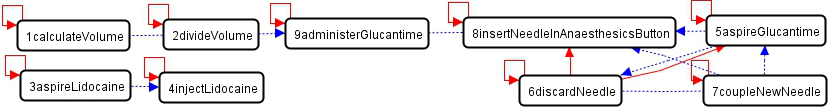 1calculateVolume
2divideVolume
9administerGlucantime
8insertNeedleInAnaesthesicsButton
5aspireGlucantime
3aspireLidocaine
4injectLidocaine
6discardNeedle
7coupleNewNeedle